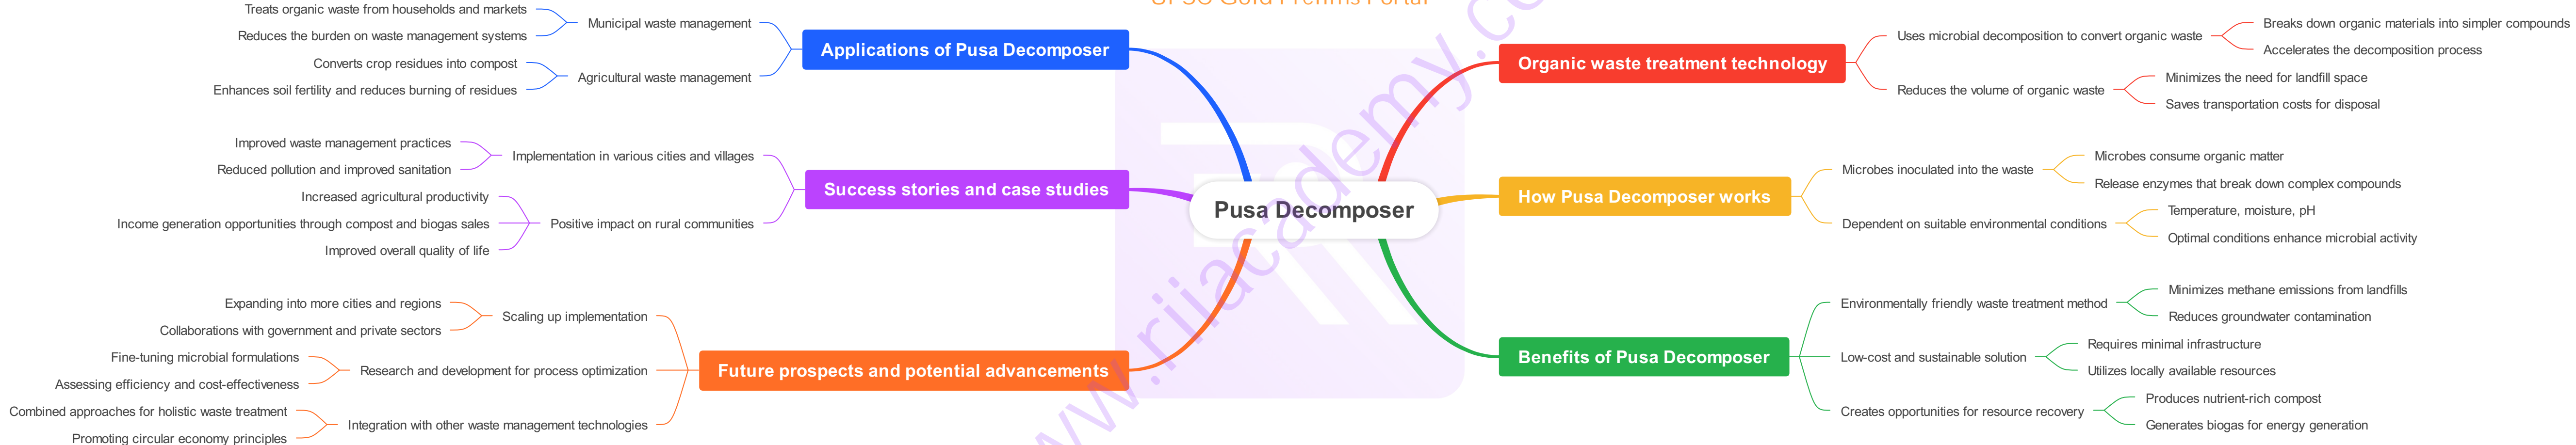 UPSC Gold Prelims Portal
Pusa Decomposer
Organic waste treatment technology
Uses microbial decomposition to convert organic waste
Breaks down organic materials into simpler compounds
Accelerates the decomposition process
Reduces the volume of organic waste
Minimizes the need for landfill space
Saves transportation costs for disposal
How Pusa Decomposer works
Microbes inoculated into the waste
Microbes consume organic matter
Release enzymes that break down complex compounds
Dependent on suitable environmental conditions
Temperature, moisture, pH
Optimal conditions enhance microbial activity
Benefits of Pusa Decomposer
Environmentally friendly waste treatment method
Minimizes methane emissions from landfills
Reduces groundwater contamination
Low-cost and sustainable solution
Requires minimal infrastructure
Utilizes locally available resources
Creates opportunities for resource recovery
Produces nutrient-rich compost
Generates biogas for energy generation
Applications of Pusa Decomposer
Municipal waste management
Treats organic waste from households and markets
Reduces the burden on waste management systems
Agricultural waste management
Converts crop residues into compost
Enhances soil fertility and reduces burning of residues
Success stories and case studies
Implementation in various cities and villages
Improved waste management practices
Reduced pollution and improved sanitation
Positive impact on rural communities
Increased agricultural productivity
Income generation opportunities through compost and biogas sales
Improved overall quality of life
Future prospects and potential advancements
Scaling up implementation
Expanding into more cities and regions
Collaborations with government and private sectors
Research and development for process optimization
Fine-tuning microbial formulations
Assessing efficiency and cost-effectiveness
Integration with other waste management technologies
Combined approaches for holistic waste treatment
Promoting circular economy principles